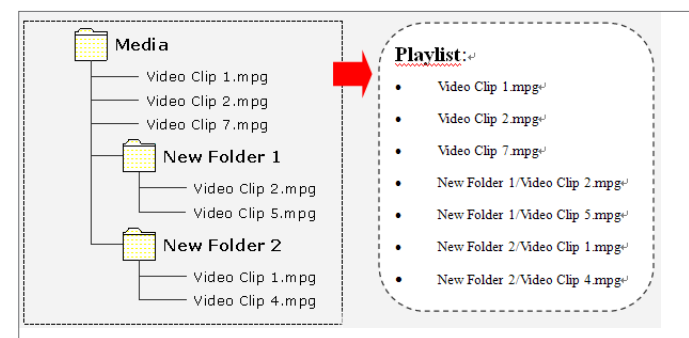 Media
Video Clip 1.mpg
Video Clip 2.mpg
Video Clip 7.mpg
New Folder 1
Video Clip 2.mpg
Video Clip 5.mpg
New Folder 2
Video Clip 1.mpg
Video Clip 4.mpg
Playlist:↵
• Video Clip 1.mpg↵
• Video Clip 2.mpg↵
• Video Clip 7.mpg↵
• New Folder 1/Video Clip 2.mpg↵
• New Folder 1/Video Clip 5.mpg↵
• New Folder 2/Video Clip 1.mpg↵
• New Folder 2/Video Clip 4.mpg↵